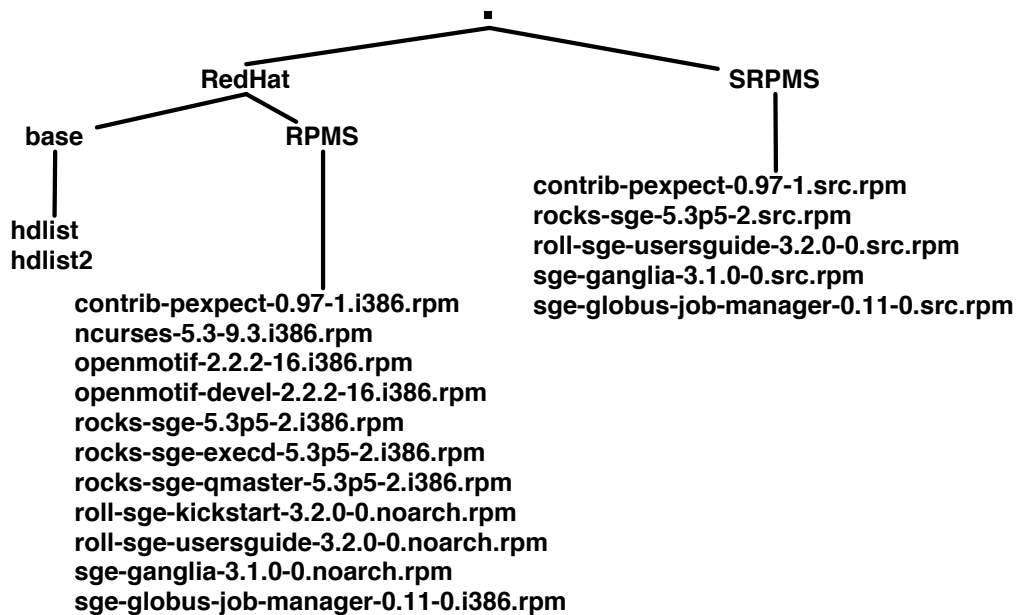 .
RedHat
SRPMS
base
RPMS
hdlist
hdlist2
contrib-pexpect-0.97-1.i386.rpm
ncurses-5.3-9.3.i386.rpm
openmotif-2.2.2-16.i386.rpm
openmotif-devel-2.2.2-16.i386.rpm
rocks-sge-5.3p5-2.i386.rpm
rocks-sge-execd-5.3p5-2.i386.rpm
rocks-sge-qmaster-5.3p5-2.i386.rpm
roll-sge-kickstart-3.2.0-0.noarch.rpm
roll-sge-usersguide-3.2.0-0.noarch.rpm
sge-ganglia-3.1.0-0.noarch.rpm
sge-globus-job-manager-0.11-0.i386.rpm
contrib-pexpect-0.97-1.src.rpm
rocks-sge-5.3p5-2.src.rpm
roll-sge-usersguide-3.2.0-0.src.rpm
sge-ganglia-3.1.0-0.src.rpm
sge-globus-job-manager-0.11-0.src.rpm